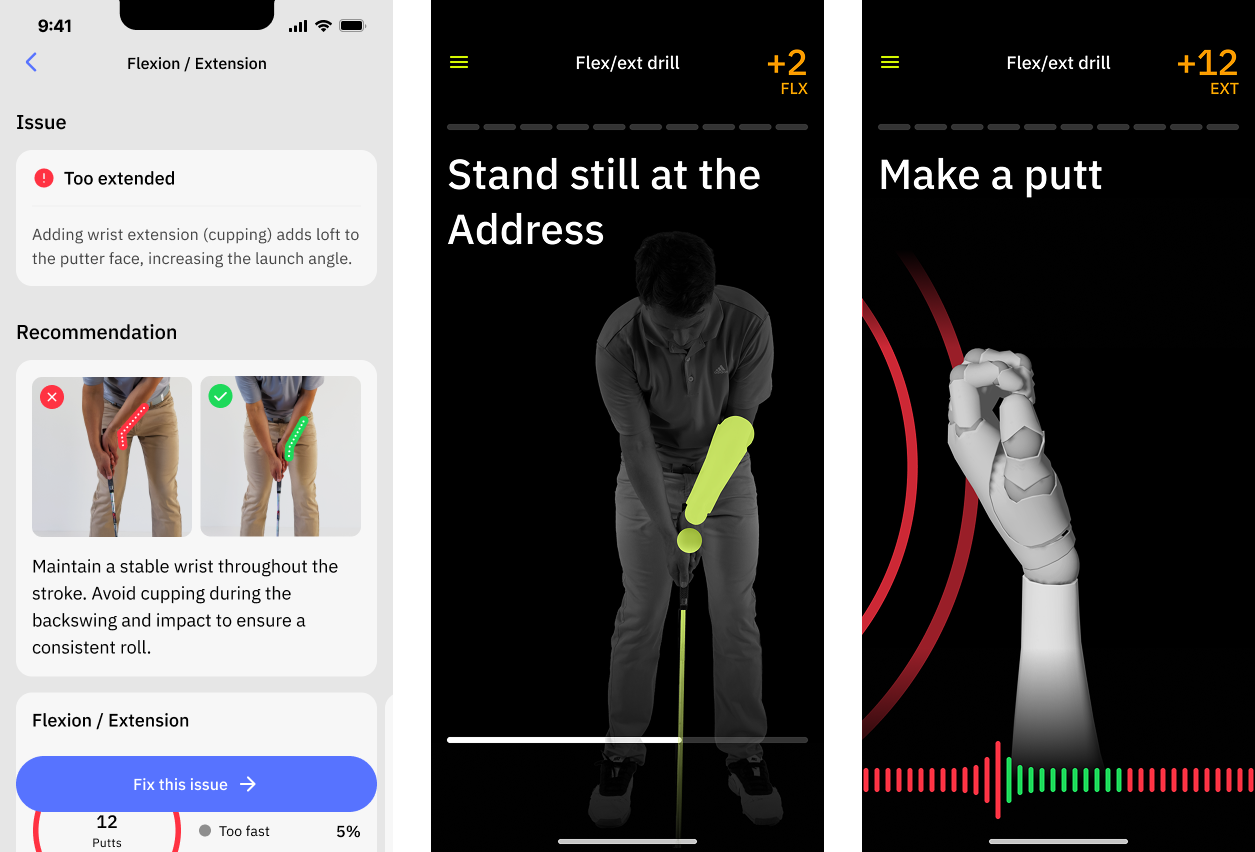 9:41
Flexion / Extension
Issue
Too extended
Adding wrist extension (cupping) adds loft to
the putter face, increasing the launch angle.
Recommendation
Maintain a stable wrist throughout the
stroke. Avoid cupping during the
backswing and impact to ensure a
consistent roll.
Flexion / Extension
Fix this issue
12
Putts
Too fast
5%
Flex/ext drill
+2
FLX
Stand still at the
Address
Flex/ext drill
+12
EXT
Make a putt